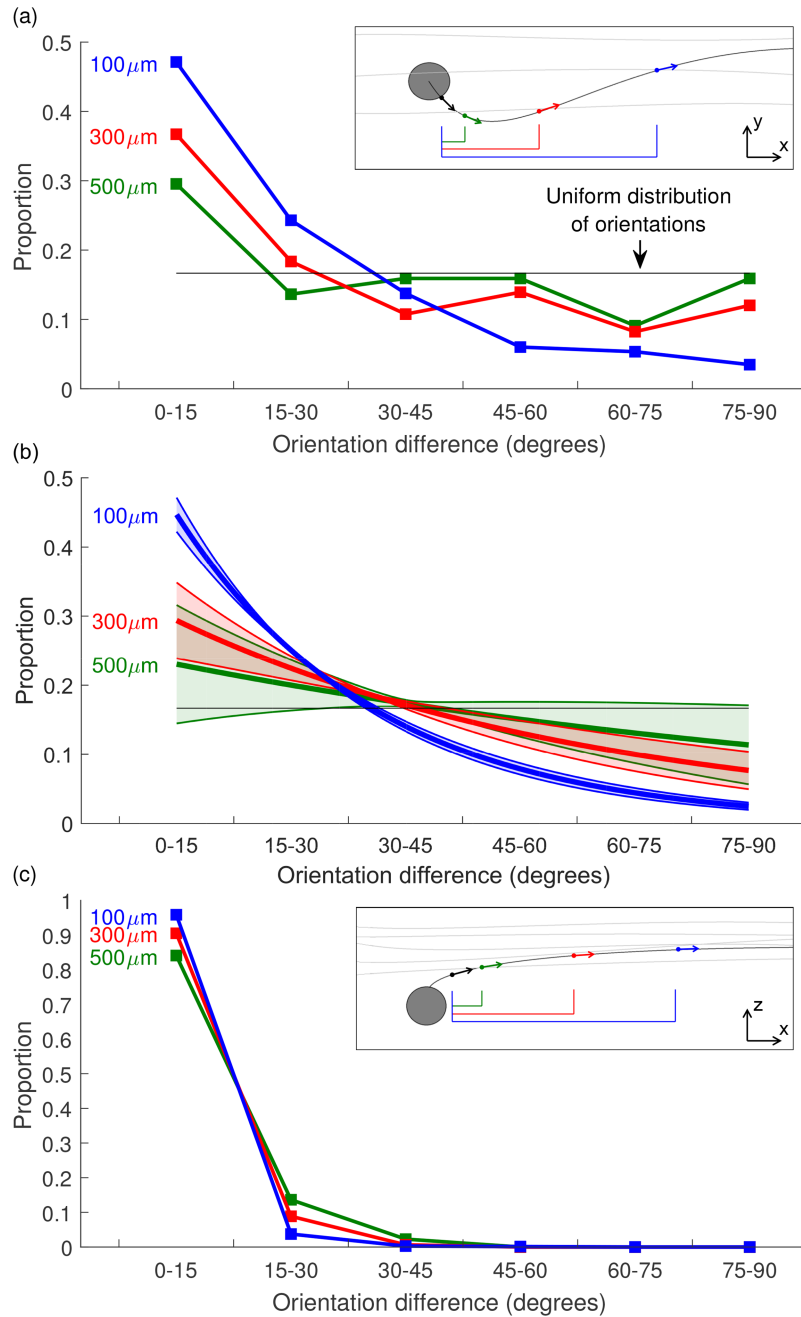 (a)
0.5
0.4
0.3
0.2
0.1
0
Proportion
100μm
300μm
500μm
y
x
Uniform distribution
of orientations
0-15 15-30 30-45 45-60 60-75 75-90
Orientation difference (degrees)
(b)
0.5
0.4
0.3
0.2
0.1
0
Proportion
100μm
300μm
500μm
0-15 15-30 30-45 45-60 60-75 75-90
Orientation difference (degrees)
(c)
1
0.9
0.8
0.7
0.6
0.5
0.4
0.3
0.2
0.1
0
Proportion
100μm
300μm
500μm
z
x
0-15 15-30 30-45 45-60 60-75 75-90
Orientation difference (degrees)